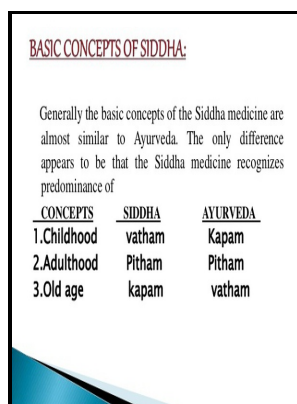 BASIC CONCEPTS OF SIDDHA:
Generally the basic concepts of the Siddha medicine are
almost similar to Ayurveda. The only difference
appears to be that the Siddha medicine recognizes
predominance of
CONCEPTS SIDDHA AYURVEDA
1.Childhood vatham Kapam
2.Adulthood Pitham Pitham
3.Old age kapam vatham